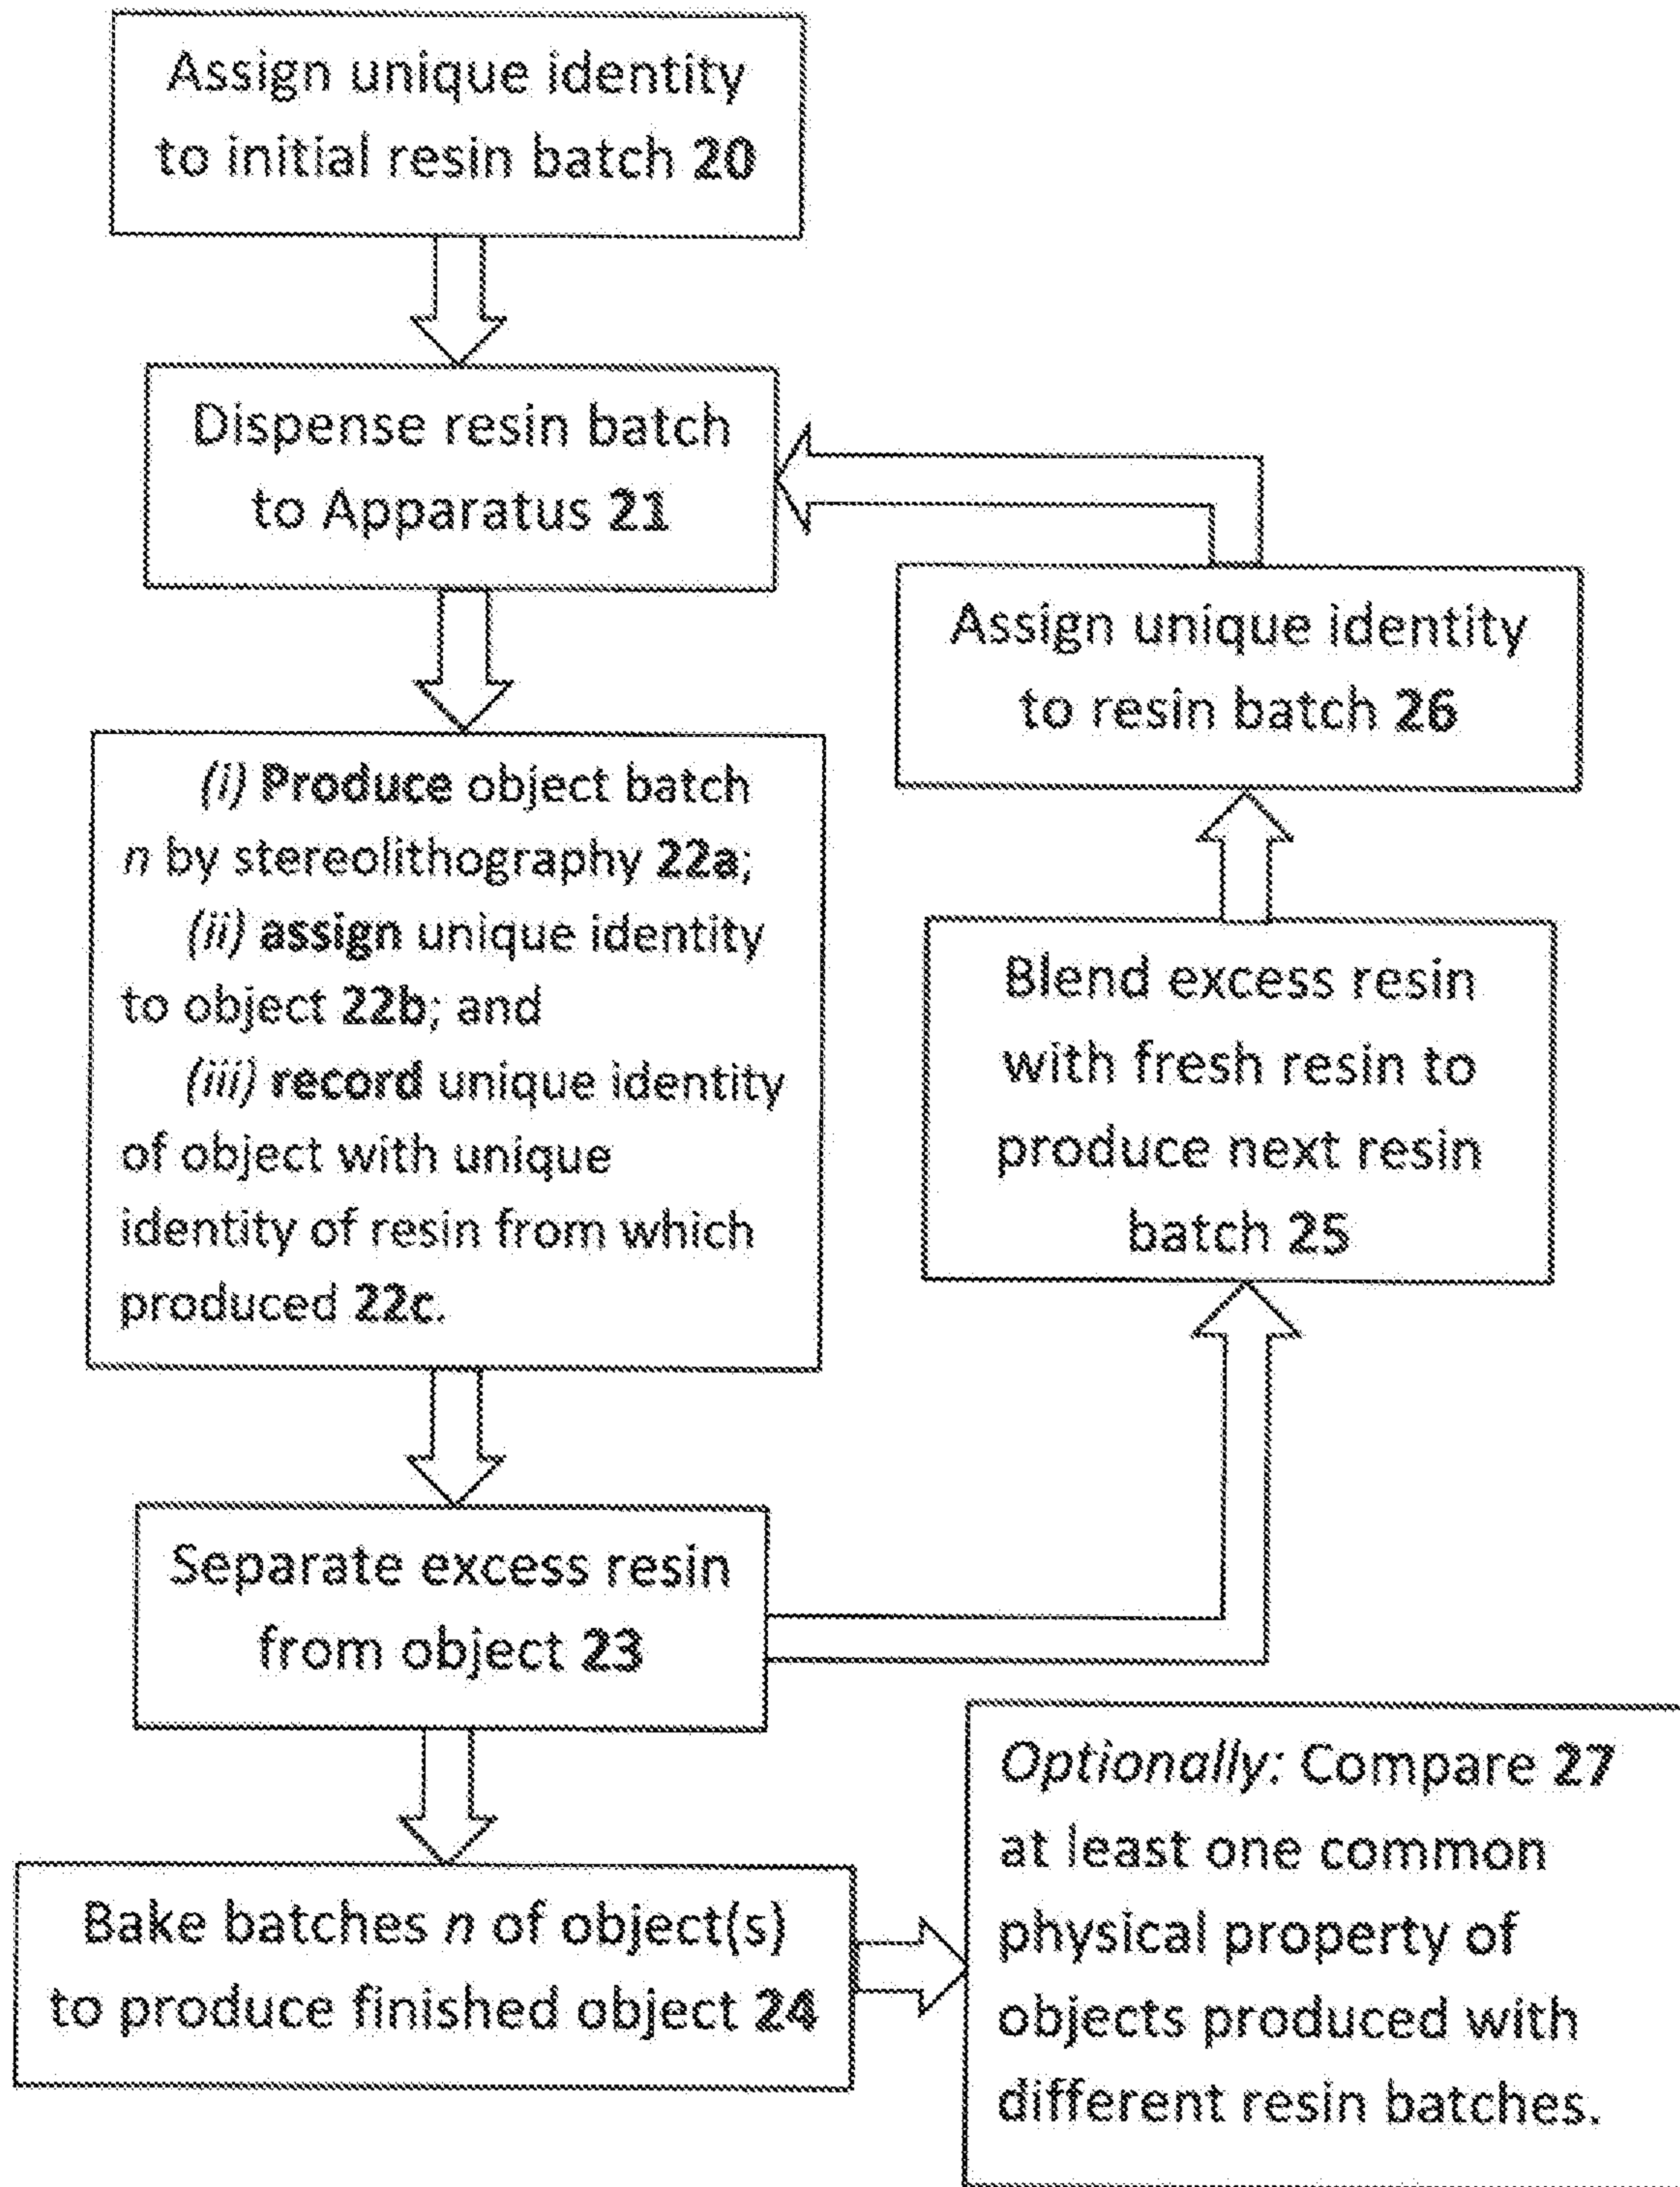 Assign unique identity
to initial resin batch 20
Dispense resin batch
to Apparatus 21
(i) Produce object batch
n by stereolithography 22a;
(ii) assign unique identity
to object 22b; and
(iii) record unique identity
of object with unique
identity of resin from which
produced 22c.
Separate excess resin
from object 23
Bake batches n of object(s)
to produce finished object 24
Blend excess resin
with fresh resin to
produce next resin
batch 25
Assign unique identity
to resin batch 26
Optionally: Compare 27
at least one common
physical property of
objects produced with
different resin batches.